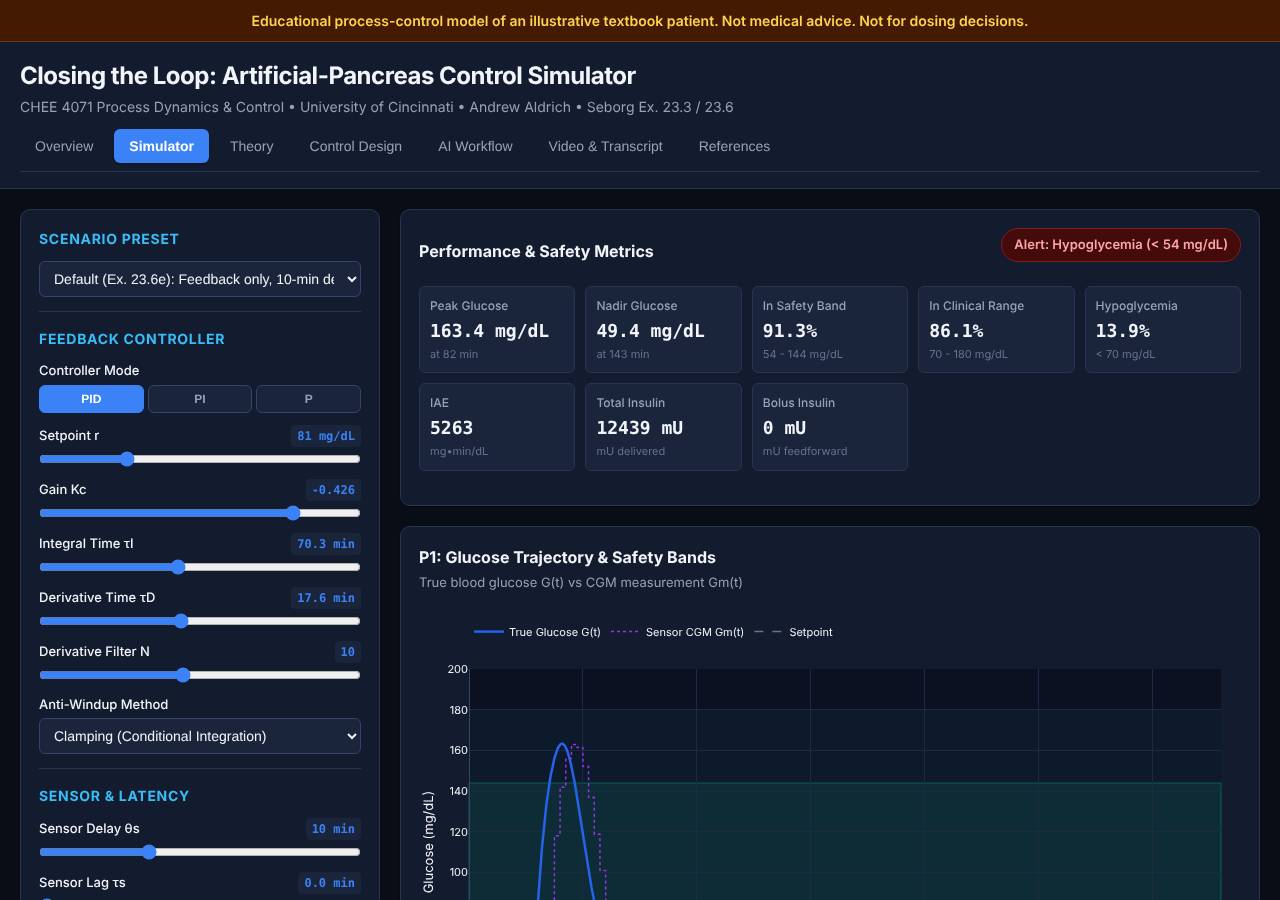 Educational process-control model of an illustrative textbook patient. Not medical advice. Not for dosing decisions.
Closing the Loop: Artificial-Pancreas Control Simulator
CHEE 4071 Process Dynamics & Control • University of Cincinnati • Andrew Aldrich • Seborg Ex. 23.3 / 23.6
Overview Simulator Theory Control Design AI Workflow Video & Transcript References
SCENARIO PRESET
Default (Ex. 23.6e): Feedback only, 10-min de
FEEDBACK CONTROLLER
Controller Mode
PID PI P
Setpoint r 81 mg/dL
Gain Kc -0.426
Integral Time τI 70.3 min
Derivative Time τD 17.6 min
Derivative Filter N 10
Anti-Windup Method
Clamping (Conditional Integration)
SENSOR & LATENCY
Sensor Delay θs 10 min
Sensor Lag τs 0.0 min
Performance & Safety Metrics
Alert: Hypoglycemia (< 54 mg/dL)
Peak Glucose
163.4 mg/dL
at 82 min
Nadir Glucose
49.4 mg/dL
at 143 min
In Safety Band
91.3%
54 - 144 mg/dL
In Clinical Range
86.1%
70 - 180 mg/dL
Hypoglycemia
13.9%
< 70 mg/dL
IAE
5263
mg•min/dL
Total Insulin
12439 mU
mU delivered
Bolus Insulin
0 mU
mU feedforward
P1: Glucose Trajectory & Safety Bands
True blood glucose G(t) vs CGM measurement Gm(t)
True Glucose G(t) Sensor CGM Gm(t) Setpoint
200
180
160
140
120
100
Glucose (mg/dL)